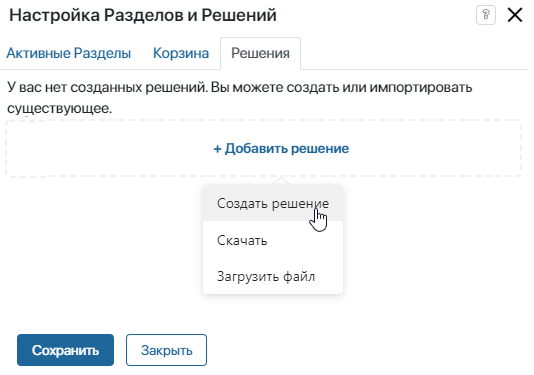 Настройка Разделов и Решений
?
Активные Разделы Корзина Решения
У вас нет созданных решений. Вы можете создать или импортировать
существующее.
+ Добавить решение
Создать решение
Скачать
Загрузить файл
Сохранить Закрыть